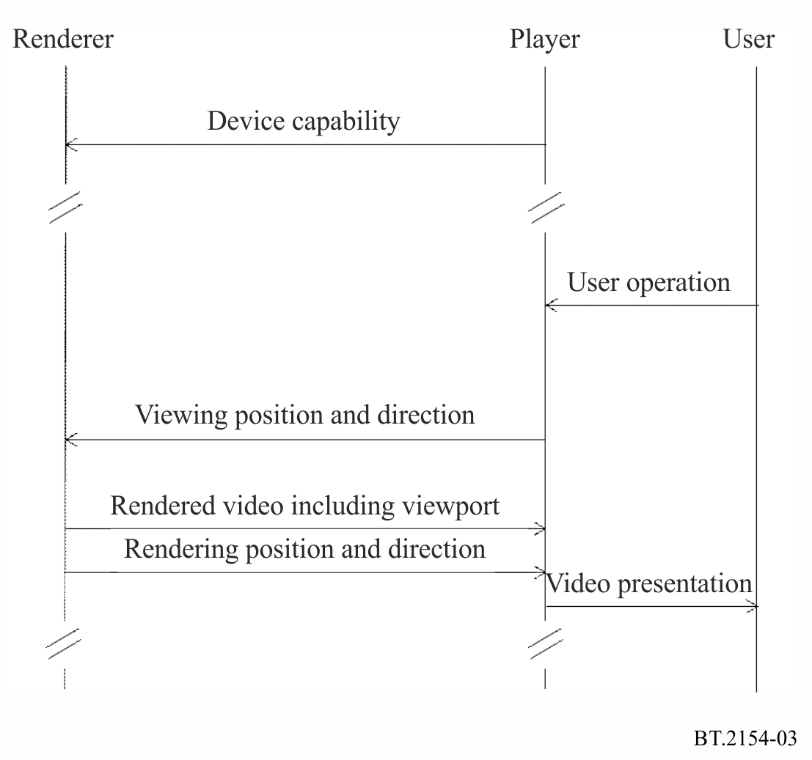 Renderer Player User
Device capability
User operation
Viewing position and direction
Rendered video including viewport
Rendering position and direction
Video presentation
BT.2154-03